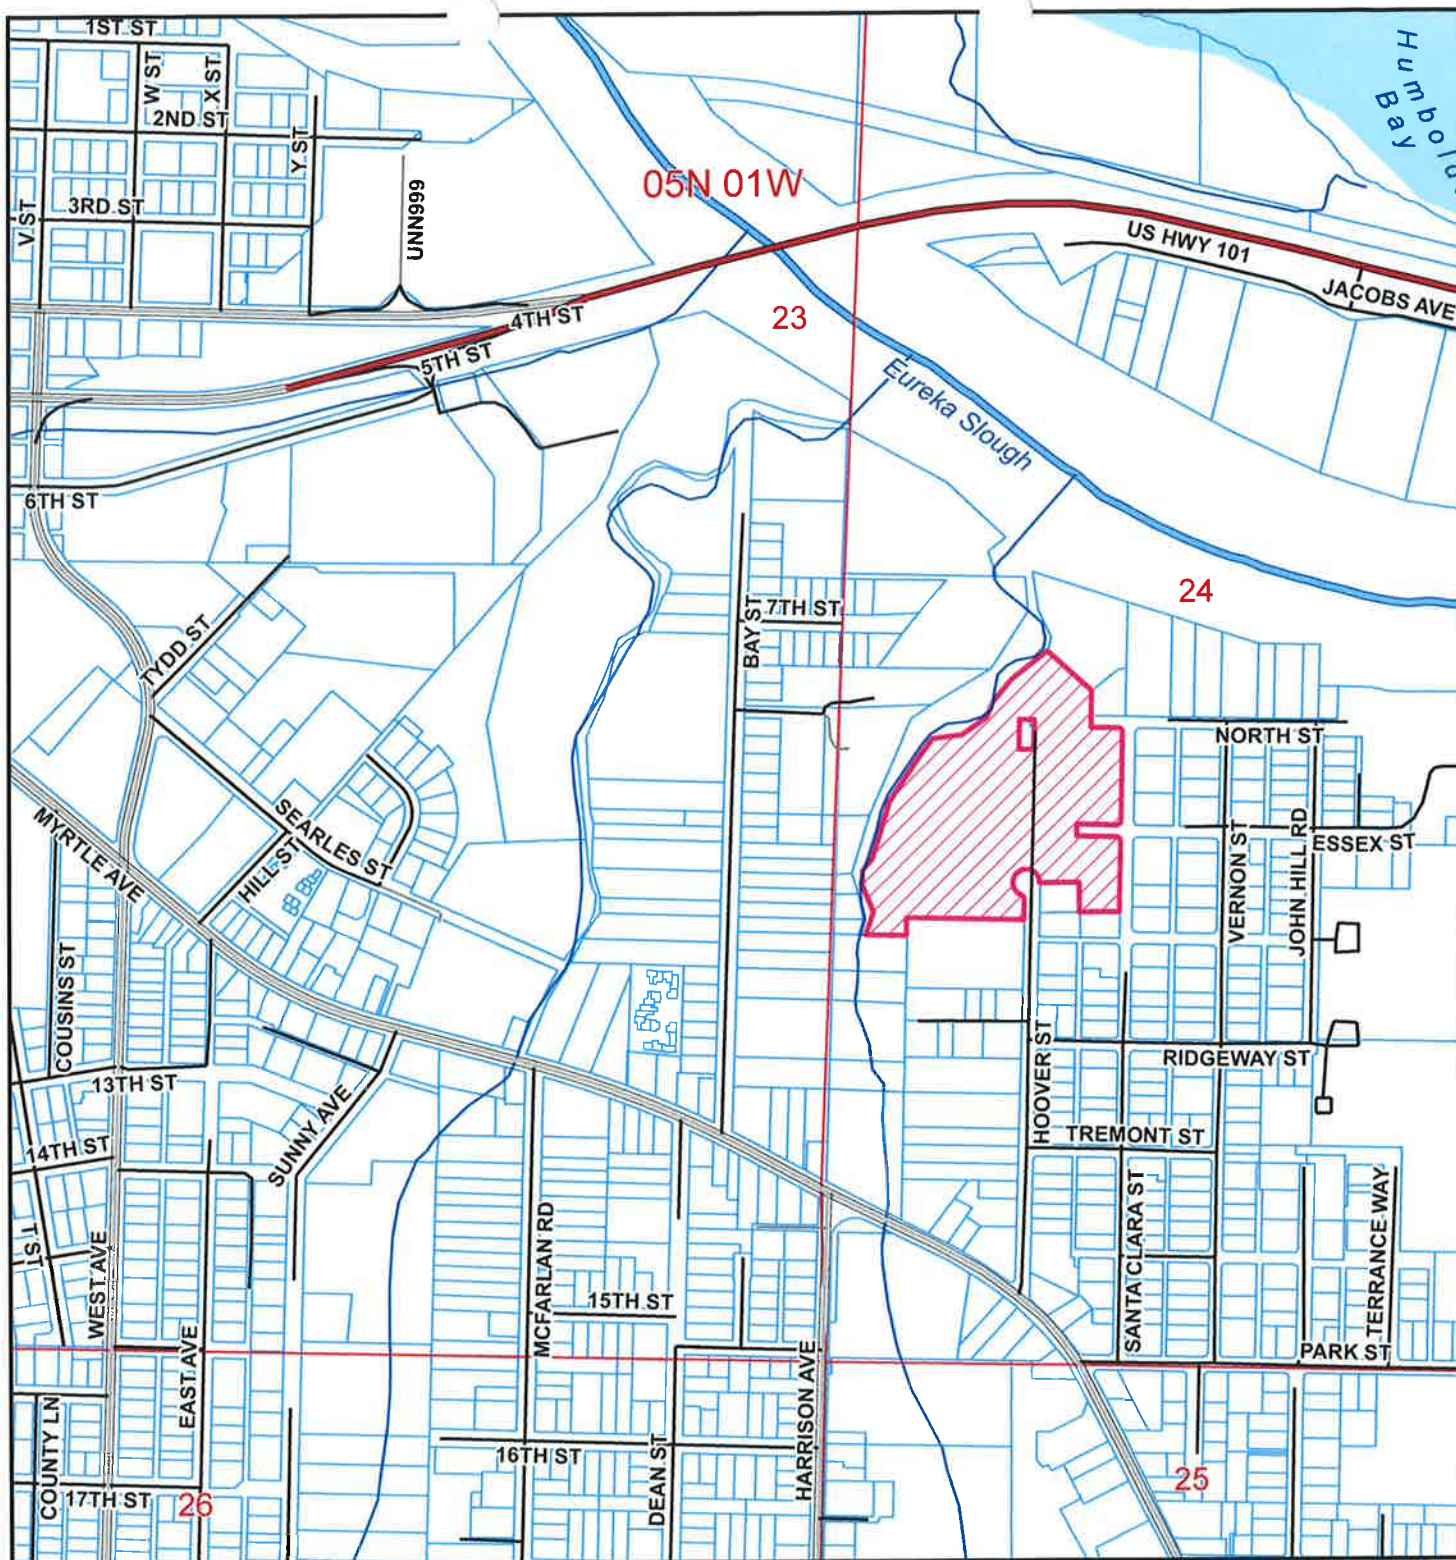 1ST ST
W ST
X ST
2ND ST
Y ST
3RD ST
V ST
UNN999
05N 01W
Humbol
Bay
US HWY 101
JACOBS AVE
4TH ST
23
5TH ST
Eureka Slough
6TH ST
24
7TH ST
BAY ST
TYDD ST
NORTH ST
SEARLES ST
MYRTLE AVE
HILL ST
VERNON ST
JOHN HILL RD
ESSEX ST
COUSINS ST
13TH ST
SUNNY AVE
HOOVER ST
RIDGEWAY ST
14TH ST
TREMONT ST
T ST
WEST AVE
MCFARLAN RD
SANTA CLARA ST
TERRANCE WAY
15TH ST
EAST AVE
HARRISON AVE
PARK ST
COUNTY LN
16TH ST
DEAN ST
17TH ST
26
25